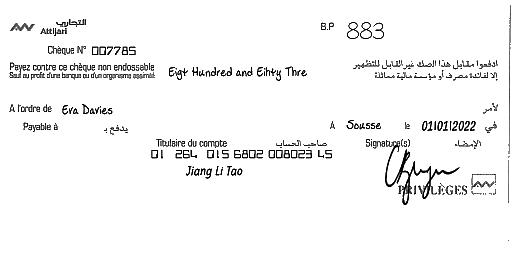 التجاري
Attijari
B.P 883
Chèque N° 007785
Payez contre ce chèque non endossable
Sauf au profit d'une banque ou d'un organisme assimilé
Eigt Hundred and Eihty Thre
ادفعوا مقابل هذا الصك غير القابل للتظهير
إلا لفائدة مصرف أو مؤسسة مالية مماثلة
A l'ordre de Eva Davies لأمر
Payable à يدفع بـ A Sousse le 01/01/2022 في
Titulaire du compte صاحب الحساب Signature(s) الإمضاء
01 264 015 6802 008023 45
Jiang Li Tao
PRIVILÈGES